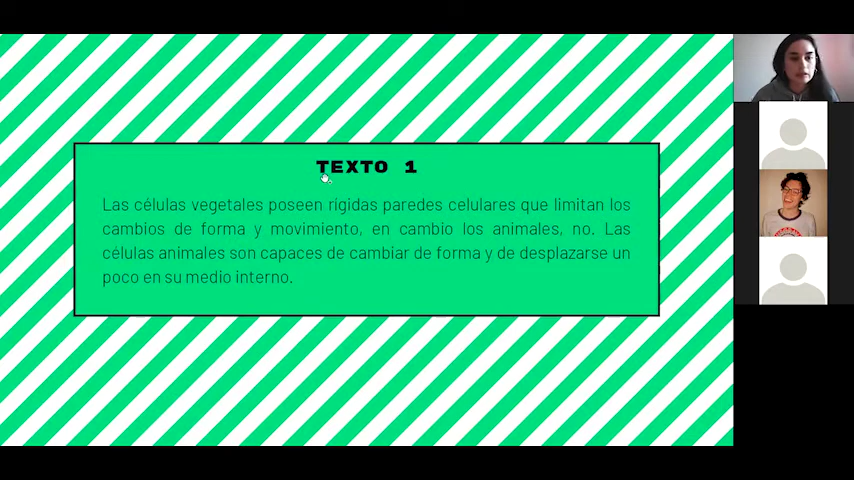 TEXTO 1
Las células vegetales poseen rígidas paredes celulares que limitan los
cambios de forma y movimiento, en cambio los animales, no. Las
células animales son capaces de cambiar de forma y de desplazarse un
poco en su medio interno.